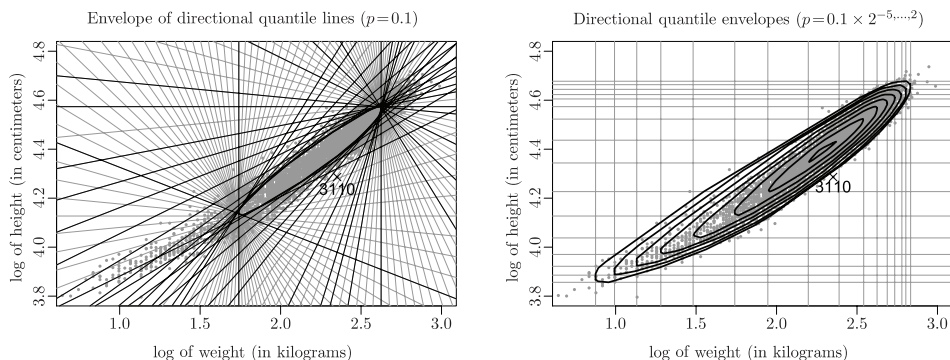 Envelope of directional quantile lines (p=0.1)
log of height (in centimeters)
4.8
4.6
4.4
4.2
4.0
3.8
3110
1.0 1.5 2.0 2.5 3.0
log of weight (in kilograms)
Directional quantile envelopes (p=0.1 × 2^{-5,...,2})
log of height (in centimeters)
4.8
4.6
4.4
4.2
4.0
3.8
3110
1.0 1.5 2.0 2.5 3.0
log of weight (in kilograms)